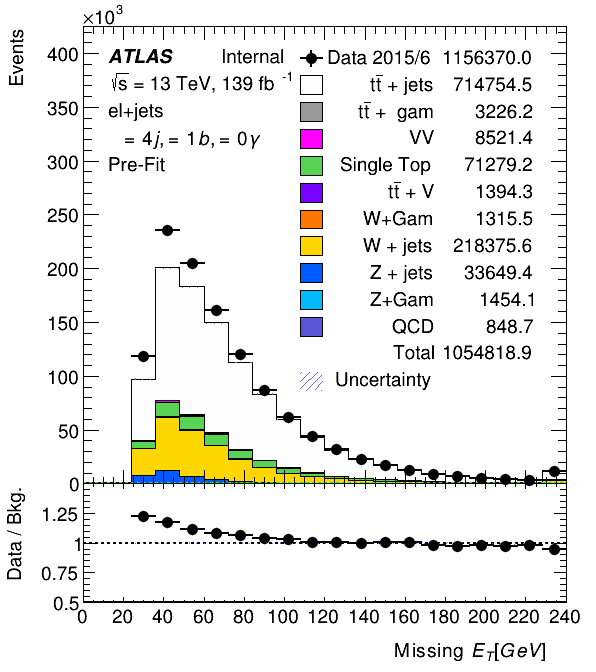 ×10³
Events
400
350
300
250
200
150
100
50
0
ATLAS Internal
√s = 13 TeV, 139 fb⁻¹
el+jets
= 4j, = 1b, = 0γ
Pre-Fit
Data 2015/6 1156370.0
tt̄ + jets 714754.5
tt̄ + gam 3226.2
VV 8521.4
Single Top 71279.2
tt̄ + V 1394.3
W+Gam 1315.5
W + jets 218375.6
Z + jets 33649.4
Z+Gam 1454.1
QCD 848.7
Total 1054818.9
Uncertainty
Data / Bkg.
1.25
1
0.75
0.5
0 20 40 60 80 100 120 140 160 180 200 220 240
Missing E_T[GeV]